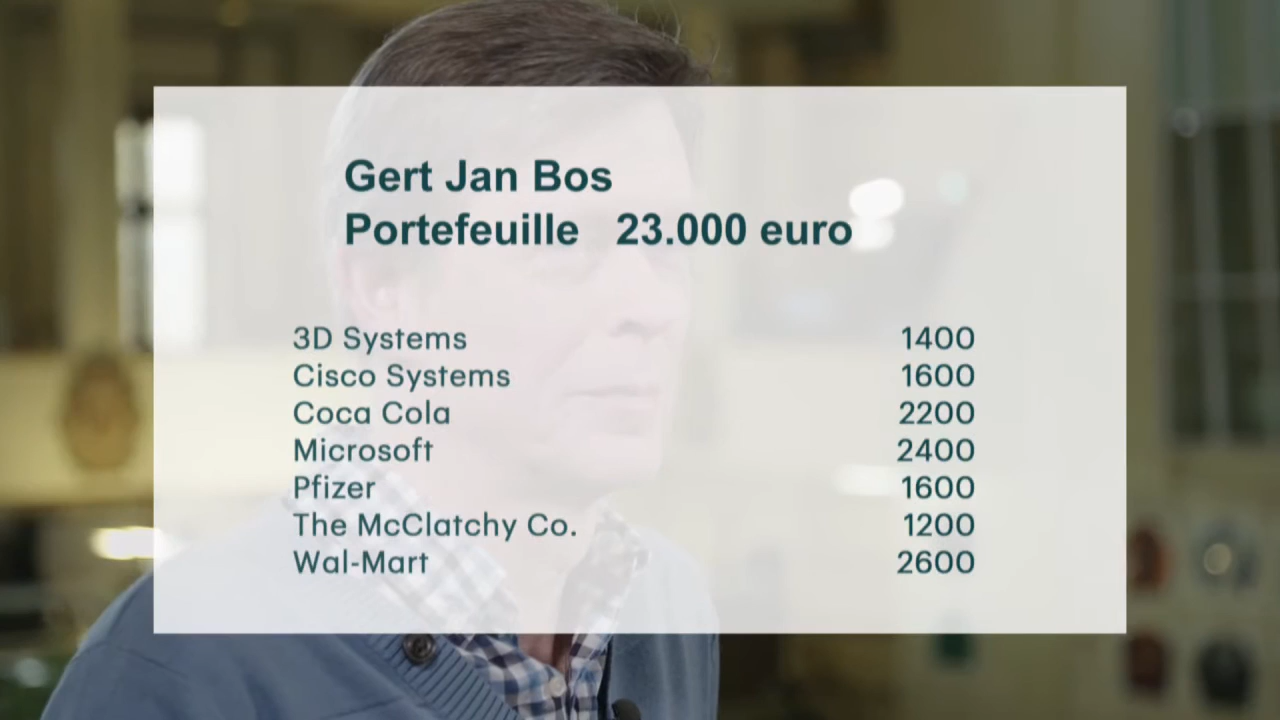 Gert Jan Bos
Portefeuille 23.000 euro
3D Systems 1400
Cisco Systems 1600
Coca Cola 2200
Microsoft 2400
Pfizer 1600
The McClatchy Co. 1200
Wal-Mart 2600